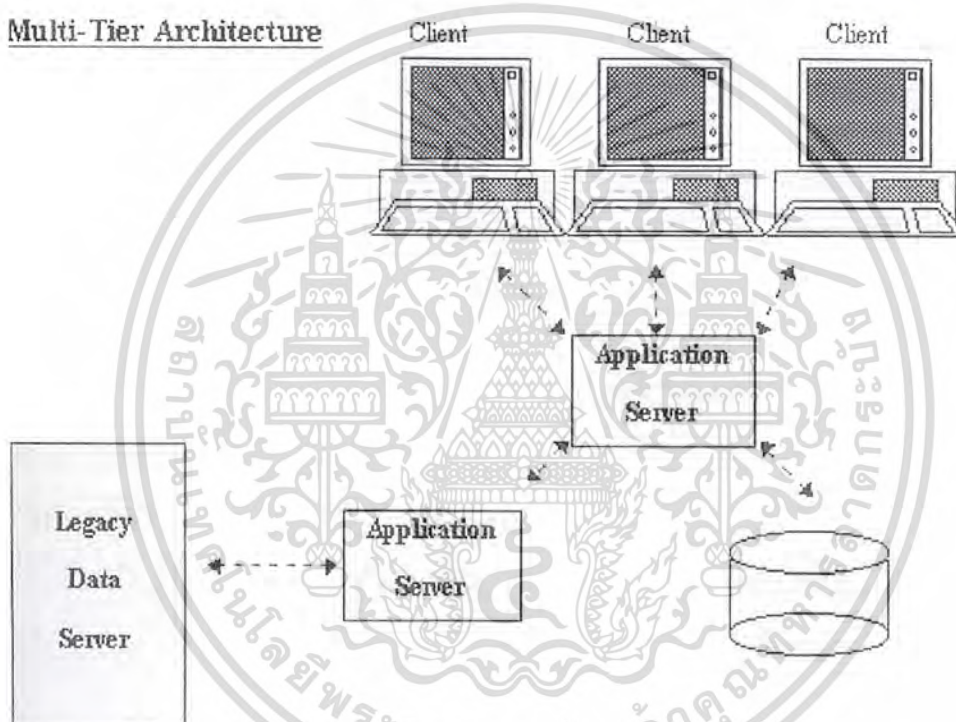 Multi-Tier Architecture
Client
Client
Client
Application
Server
Legacy
Data
Server
Application
Server